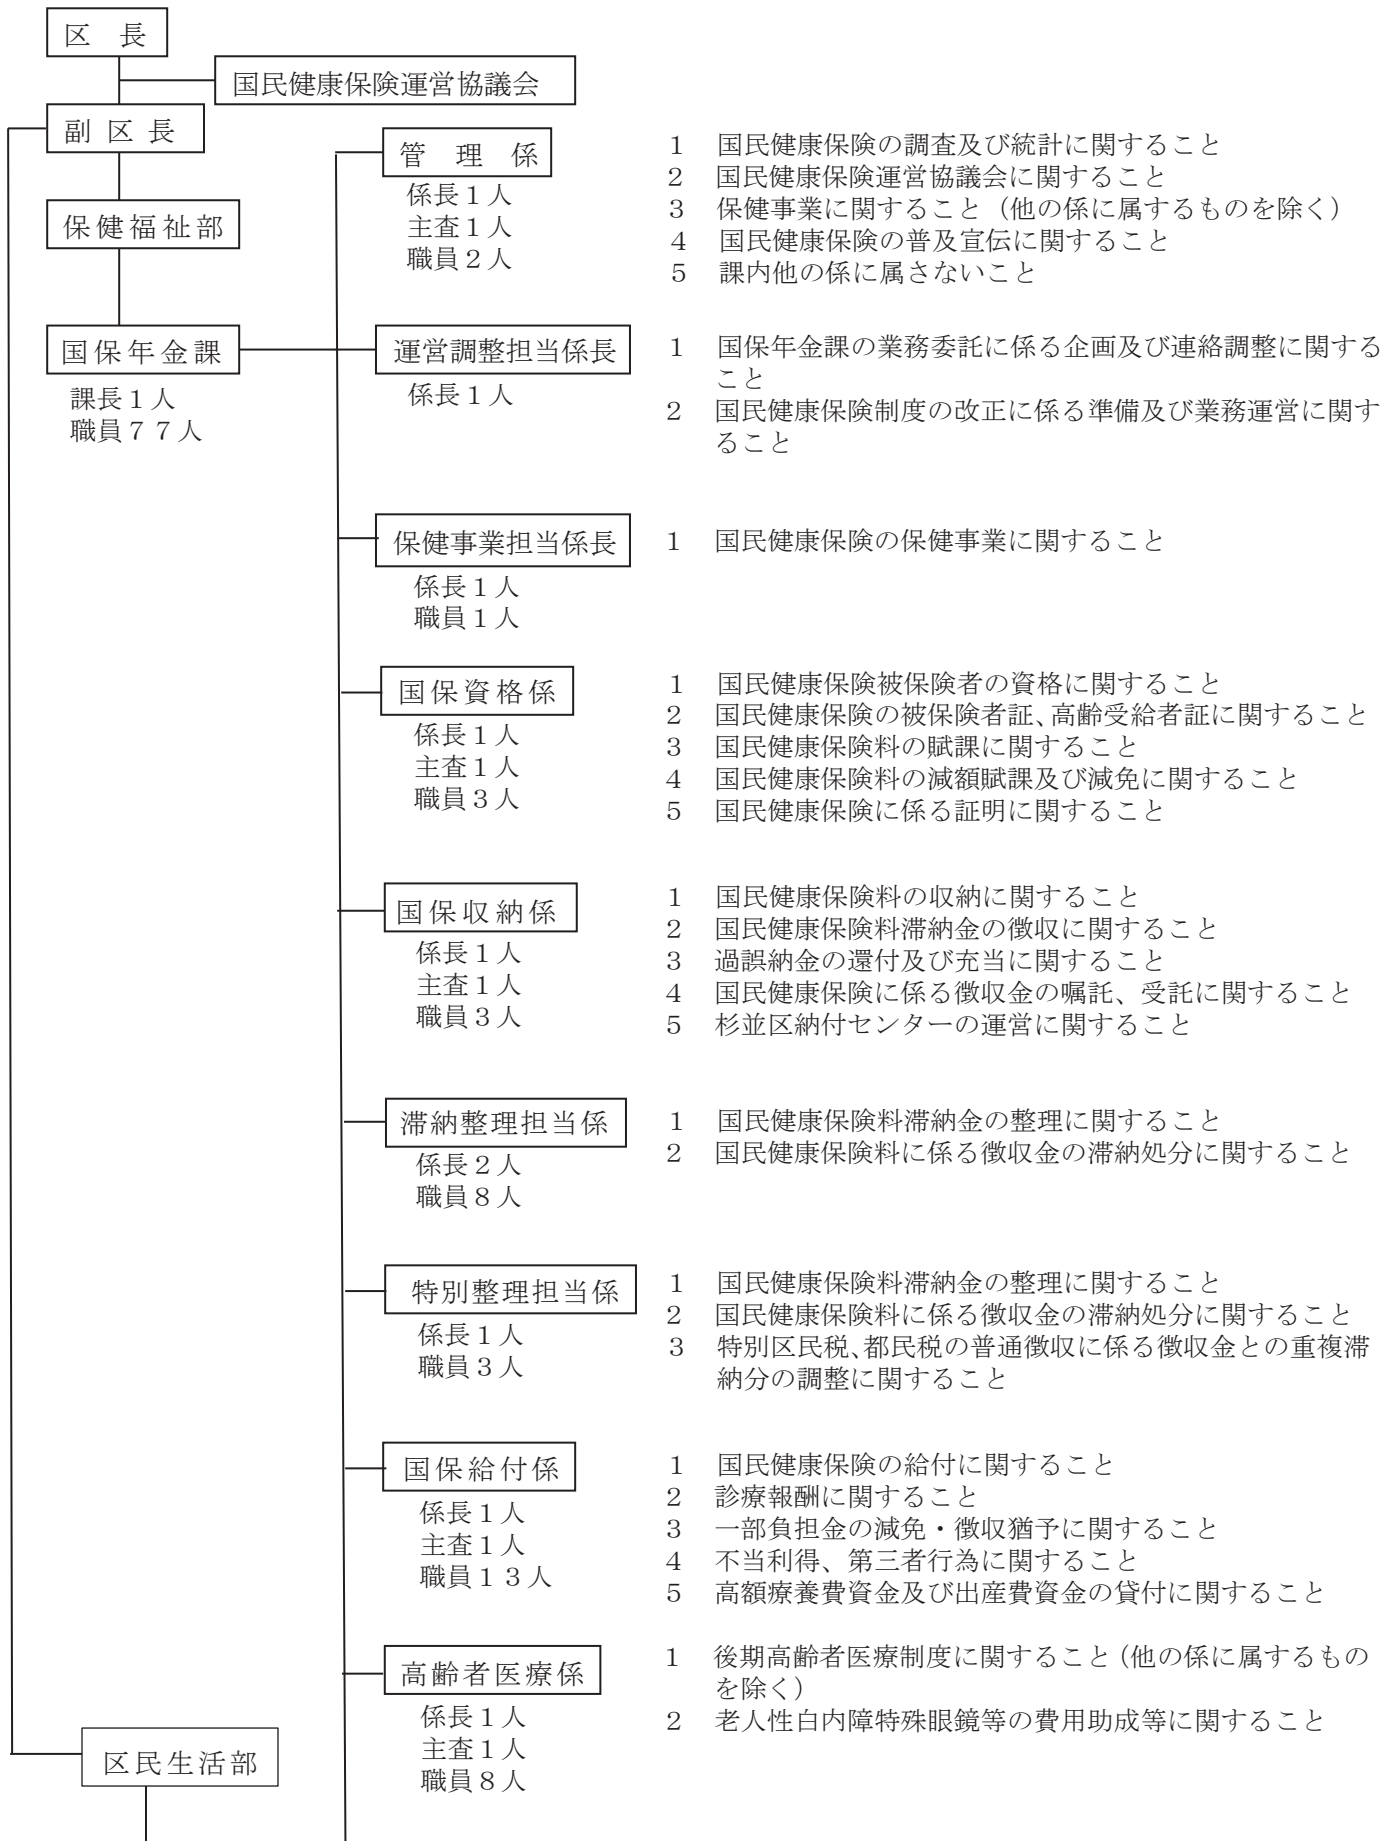 区　長
国民健康保険運営協議会
副 区 長
保健福祉部
国保年金課
課長１人
職員７７人
管　理　係
係長１人
主査１人
職員２人
１　国民健康保険の調査及び統計に関すること
２　国民健康保険運営協議会に関すること
３　保健事業に関すること（他の係に属するものを除く）
４　国民健康保険の普及宣伝に関すること
５　課内他の係に属さないこと
運営調整担当係長
係長１人
１　国保年金課の業務委託に係る企画及び連絡調整に関する
こと
２　国民健康保険制度の改正に係る準備及び業務運営に関す
ること
保健事業担当係長
係長１人
職員１人
１　国民健康保険の保健事業に関すること
国保資格係
係長１人
主査１人
職員３人
１　国民健康保険被保険者の資格に関すること
２　国民健康保険の被保険者証、高齢受給者証に関すること
３　国民健康保険料の賦課に関すること
４　国民健康保険料の減額賦課及び減免に関すること
５　国民健康保険に係る証明に関すること
国保収納係
係長１人
主査１人
職員３人
１　国民健康保険料の収納に関すること
２　国民健康保険料滞納金の徴収に関すること
３　過誤納金の還付及び充当に関すること
４　国民健康保険に係る徴収金の嘱託、受託に関すること
５　杉並区納付センターの運営に関すること
滞納整理担当係
係長２人
職員８人
１　国民健康保険料滞納金の整理に関すること
２　国民健康保険料に係る徴収金の滞納処分に関すること
特別整理担当係
係長１人
職員３人
１　国民健康保険料滞納金の整理に関すること
２　国民健康保険料に係る徴収金の滞納処分に関すること
３　特別区民税、都民税の普通徴収に係る徴収金との重複滞
納分の調整に関すること
国保給付係
係長１人
主査１人
職員１３人
１　国民健康保険の給付に関すること
２　診療報酬に関すること
３　一部負担金の減免・徴収猶予に関すること
４　不当利得、第三者行為に関すること
５　高額療養費資金及び出産費資金の貸付に関すること
高齢者医療係
係長１人
主査１人
職員８人
１　後期高齢者医療制度に関すること（他の係に属するもの
を除く）
２　老人性白内障特殊眼鏡等の費用助成等に関すること
区民生活部